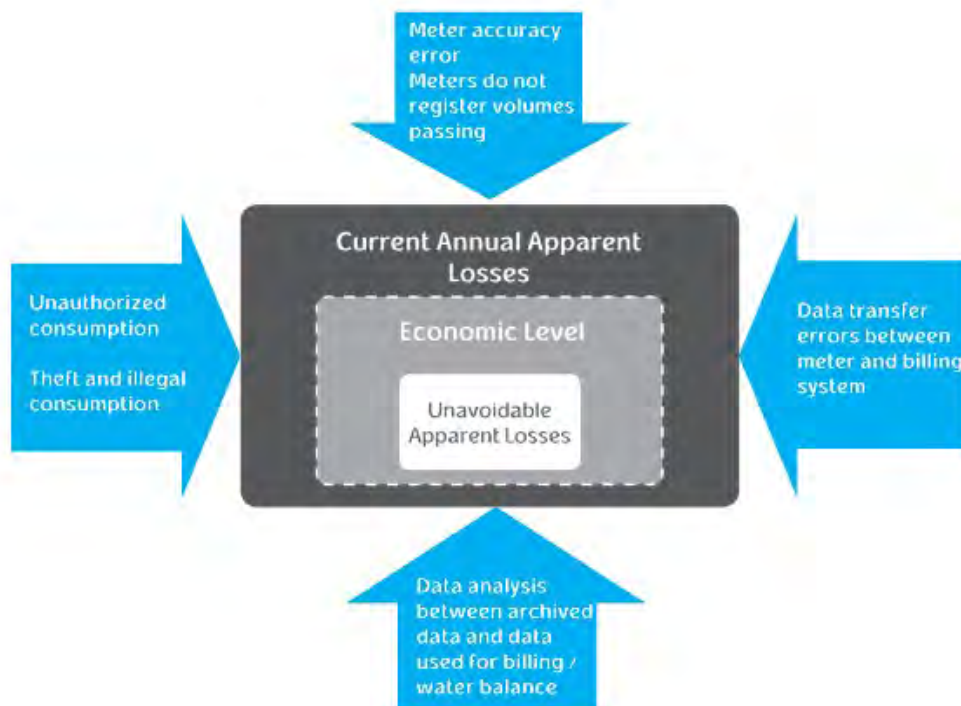 Meter accuracy
error
Meters do not
register volumes
passing
Current Annual Apparent
Losses
Unauthorized
consumption
Theft and illegal
consumption
Economic Level
Unavoidable
Apparent Losses
Data transfer
errors between
meter and billing
system
Data analysis
between archived
data and data
used for billing /
water balance